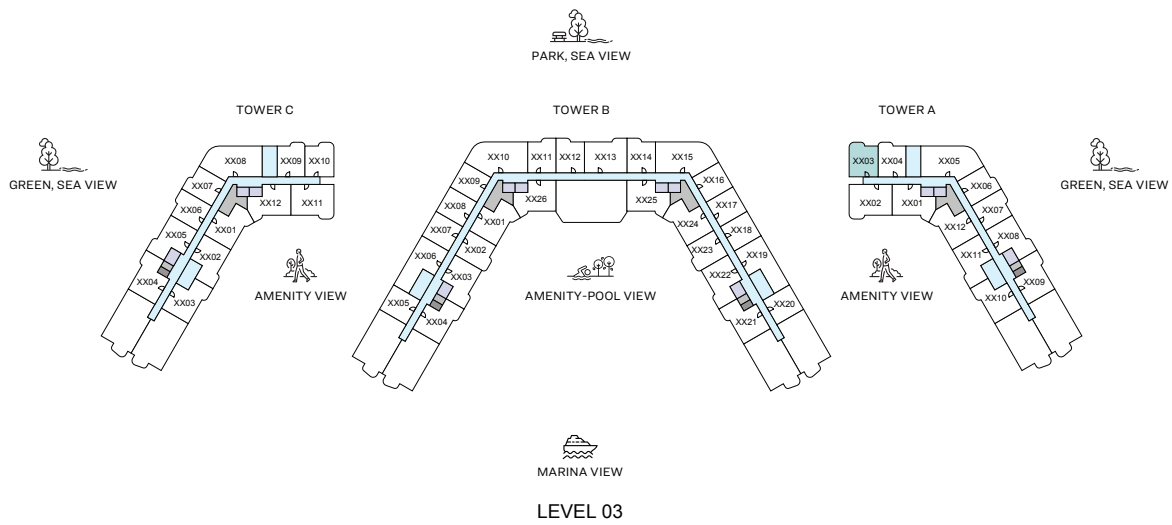 PARK, SEA VIEW
TOWER C
TOWER B
TOWER A
GREEN, SEA VIEW
GREEN, SEA VIEW
XX08
XX09
XX10
XX07
XX06
XX05
XX04
XX12
XX11
XX01
XX02
XX03
XX10
XX11
XX12
XX13
XX14
XX15
XX09
XX08
XX07
XX06
XX05
XX26
XX01
XX02
XX03
XX04
XX25
XX16
XX17
XX18
XX19
XX20
XX24
XX23
XX22
XX21
XX03
XX04
XX05
XX02
XX01
XX06
XX07
XX08
XX09
XX12
XX11
XX10
AMENITY VIEW
AMENITY-POOL VIEW
AMENITY VIEW
MARINA VIEW
LEVEL 03